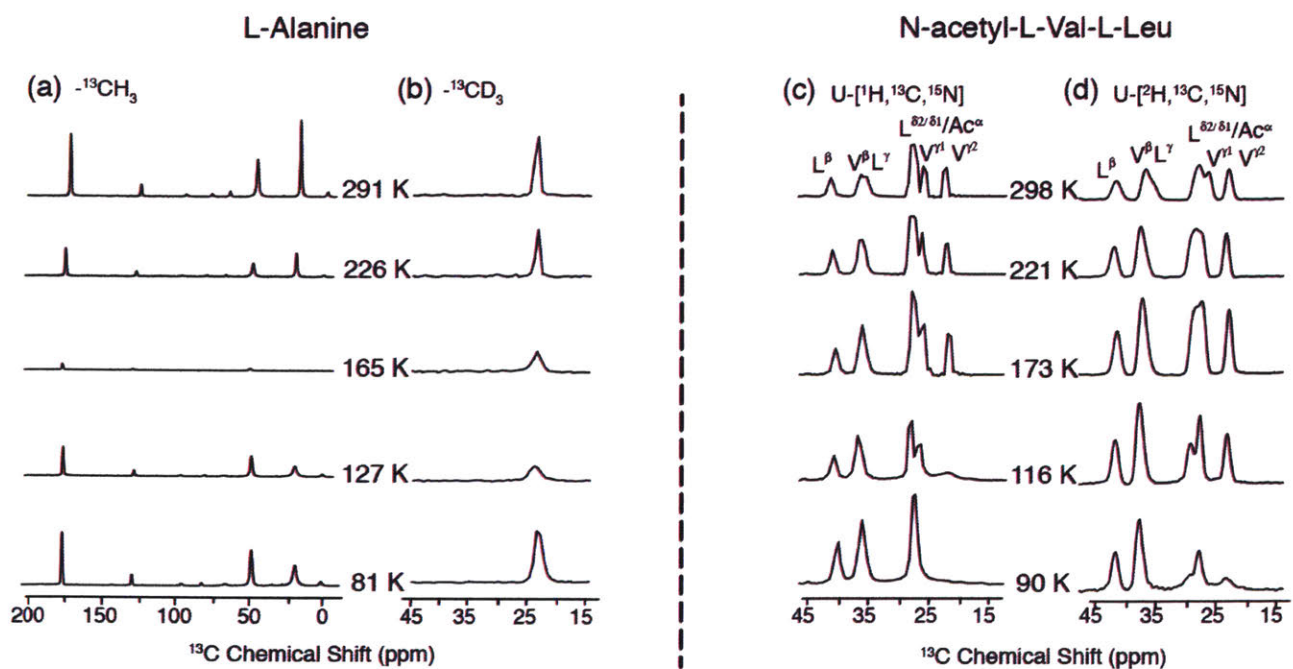 L-Alanine
N-acetyl-L-Val-L-Leu
(a) -¹³CH₃
(b) -¹³CD₃
(c) U-[¹H,¹³C,¹⁵N]
(d) U-[²H,¹³C,¹⁵N]
L^δ2/δ1/Ac^α
L^β V^β L^γ V^γ1 V^γ2
L^δ2/δ1/Ac^α
L^β V^β L^γ V^γ1 V^γ2
291 K
298 K
226 K
221 K
165 K
173 K
127 K
116 K
81 K
90 K
200 150 100 50 0
45 25 15
45 35 25 15
45 35 25 15
¹³C Chemical Shift (ppm)
¹³C Chemical Shift (ppm)